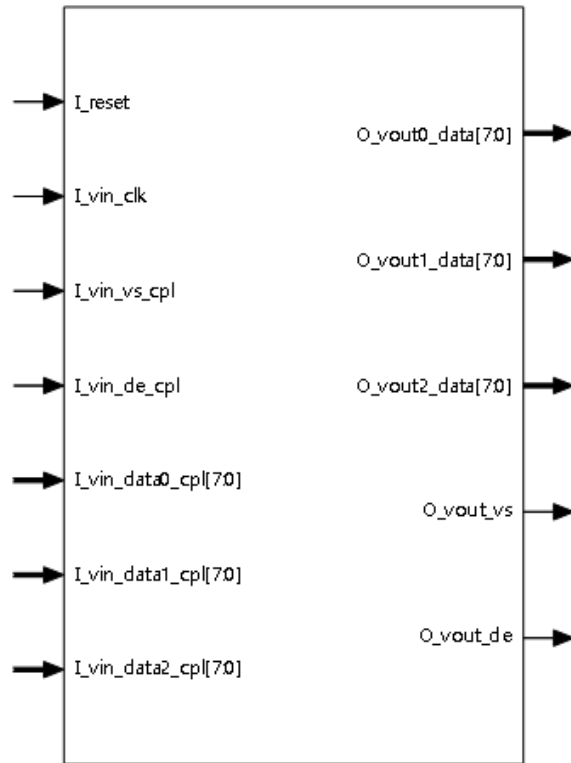 I_reset
I_vin_clk
I_vin_vs_cpl
I_vin_de_cpl
I_vin_data0_cpl[7:0]
I_vin_data1_cpl[7:0]
I_vin_data2_cpl[7:0]
O_vout0_data[7:0]
O_vout1_data[7:0]
O_vout2_data[7:0]
O_vout_vs
O_vout_de